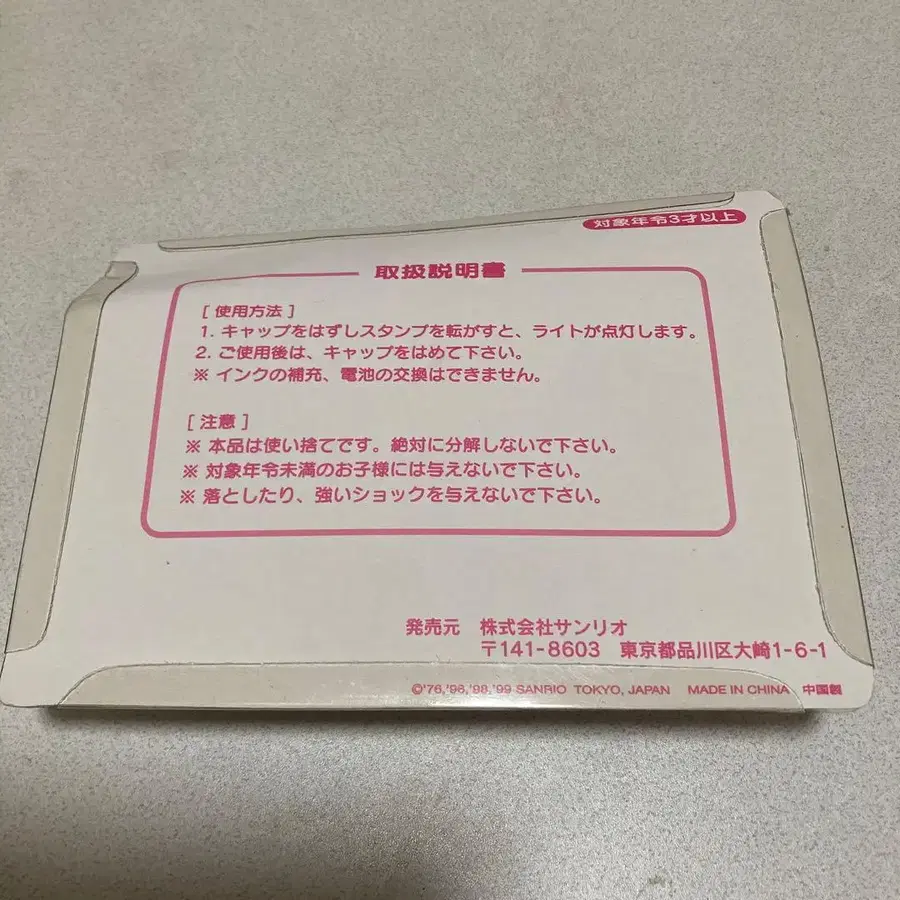 対象年令3才以上
取扱説明書
[ 使用方法 ]
1. キャップをはずしスタンプを転がすと、ライトが点灯します。
2. ご使用後は、キャップをはめて下さい。
※ インクの補充、電池の交換はできません。
[ 注意 ]
※ 本品は使い捨てです。絶対に分解しないで下さい。
※ 対象年令未満のお子様には与えないで下さい。
※ 落としたり、強いショックを与えないで下さい。
発売元 株式会社サンリオ
〒141-8603 東京都品川区大崎1-6-1
©'76,'96,'98,'99 SANRIO TOKYO, JAPAN MADE IN CHINA 中国製